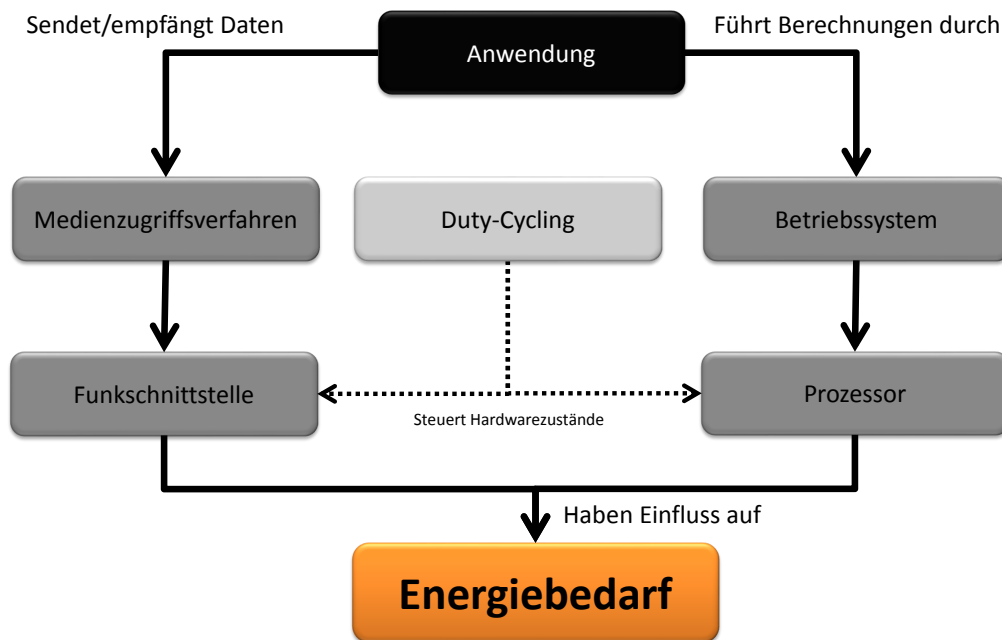 Sendet/empfängt Daten
Anwendung
Führt Berechnungen durch
Medienzugriffsverfahren
Duty-Cycling
Betriebssystem
Funkschnittstelle
Steuert Hardwarezustände
Prozessor
Haben Einfluss auf
Energiebedarf